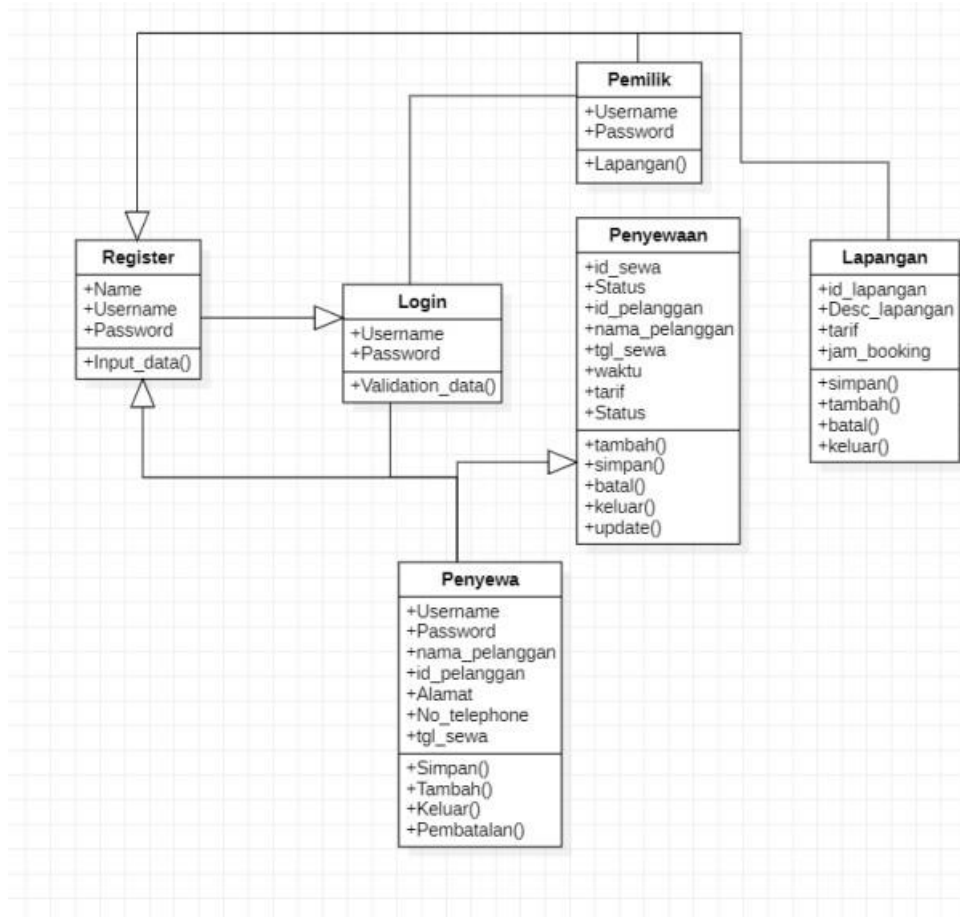 Pemilik
+Username
+Password
+Lapangan()
Register
+Name
+Username
+Password
+Input_data()
Login
+Username
+Password
+Validation_data()
Penyewaan
+id_sewa
+Status
+id_pelanggan
+nama_pelanggan
+tgl_sewa
+waktu
+tarif
+Status
+tambah()
+simpan()
+batal()
+keluar()
+update()
Lapangan
+id_lapangan
+Desc_lapangan
+tarif
+jam_booking
+simpan()
+tambah()
+batal()
+keluar()
Penyewa
+Username
+Password
+nama_pelanggan
+id_pelanggan
+Alamat
+No_telephone
+tgl_sewa
+Simpan()
+Tambah()
+Keluar()
+Pembatalan()